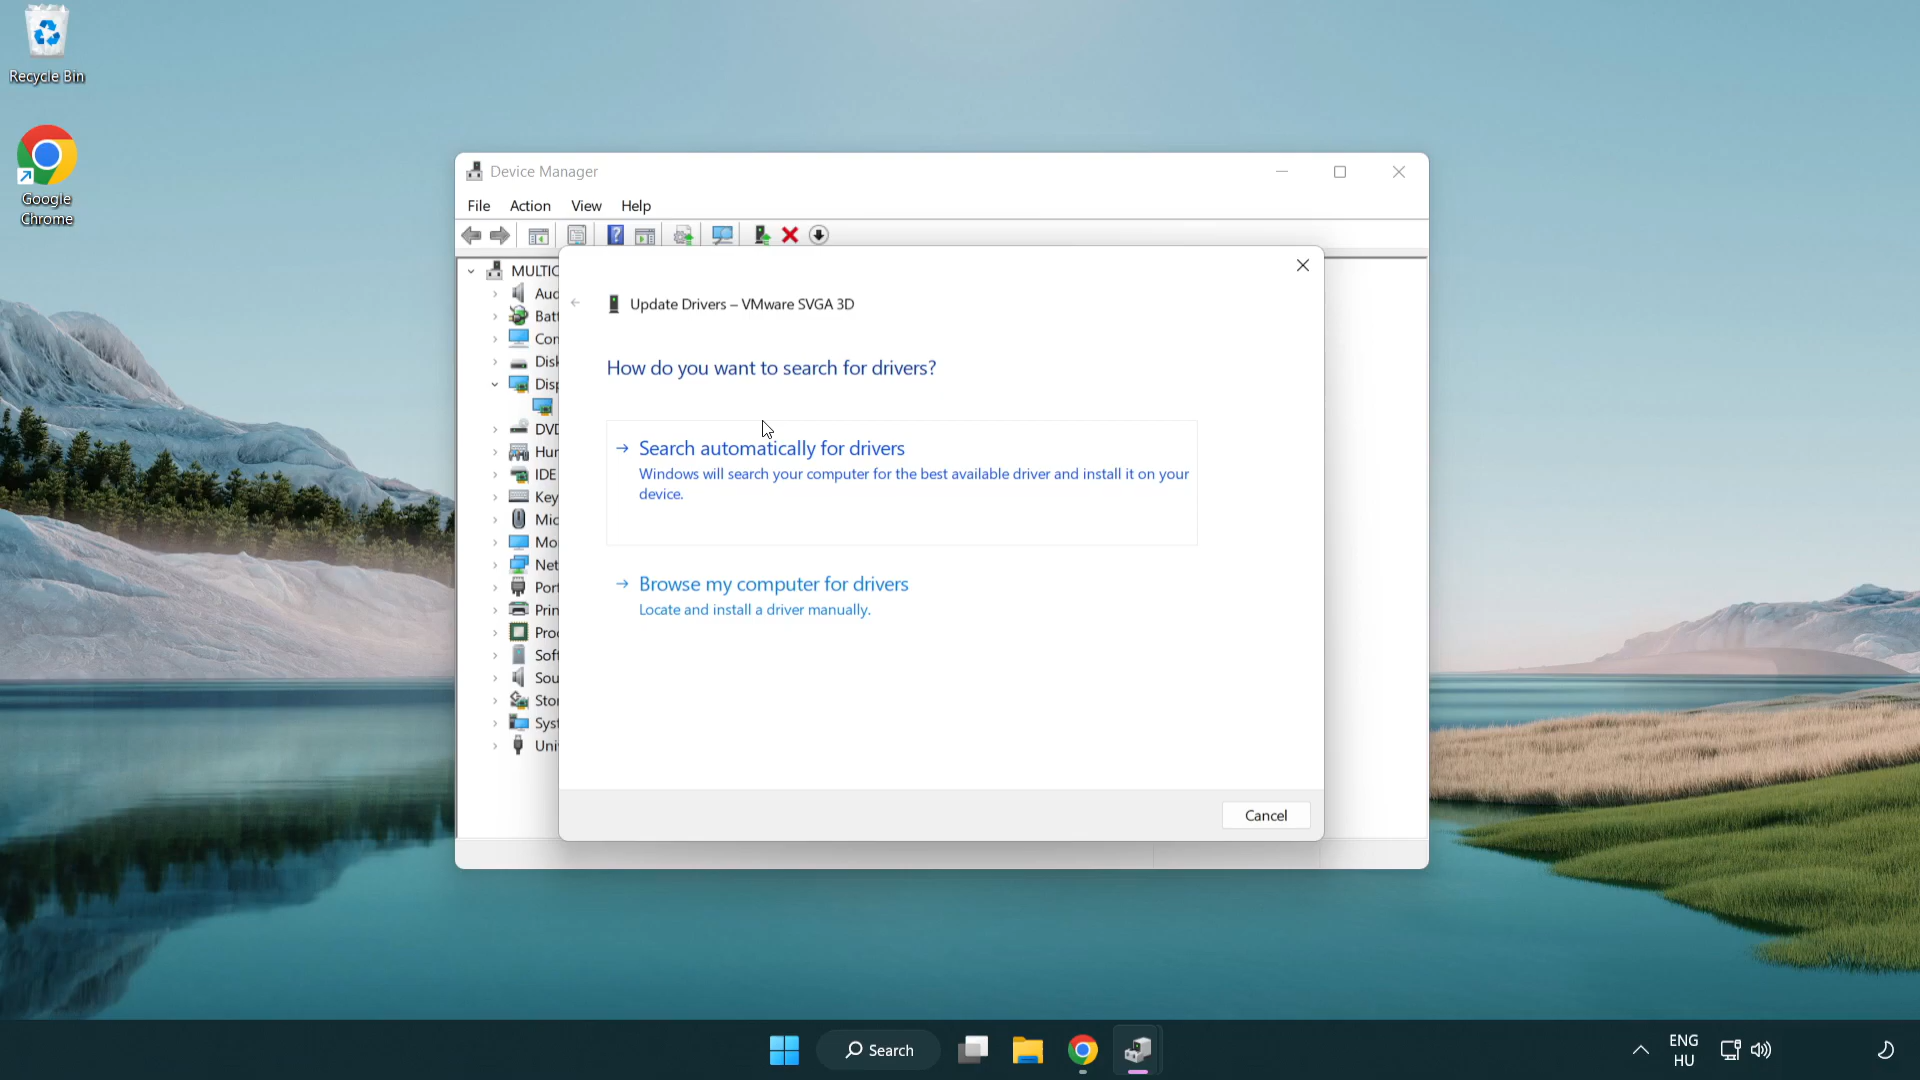 Recycle Bin
Google
Chrome
Device Manager
File Action View Help
MULTIC
Aud
Batt
Con
Disk
Disp
DVD
Hun
IDE
Key
Mic
Mo
Net
Port
Prin
Proc
Soft
Sou
Stor
Syst
Uni
Update Drivers – VMware SVGA 3D
How do you want to search for drivers?
Search automatically for drivers
Windows will search your computer for the best available driver and install it on your
device.
Browse my computer for drivers
Locate and install a driver manually.
Cancel
Search
ENG
HU